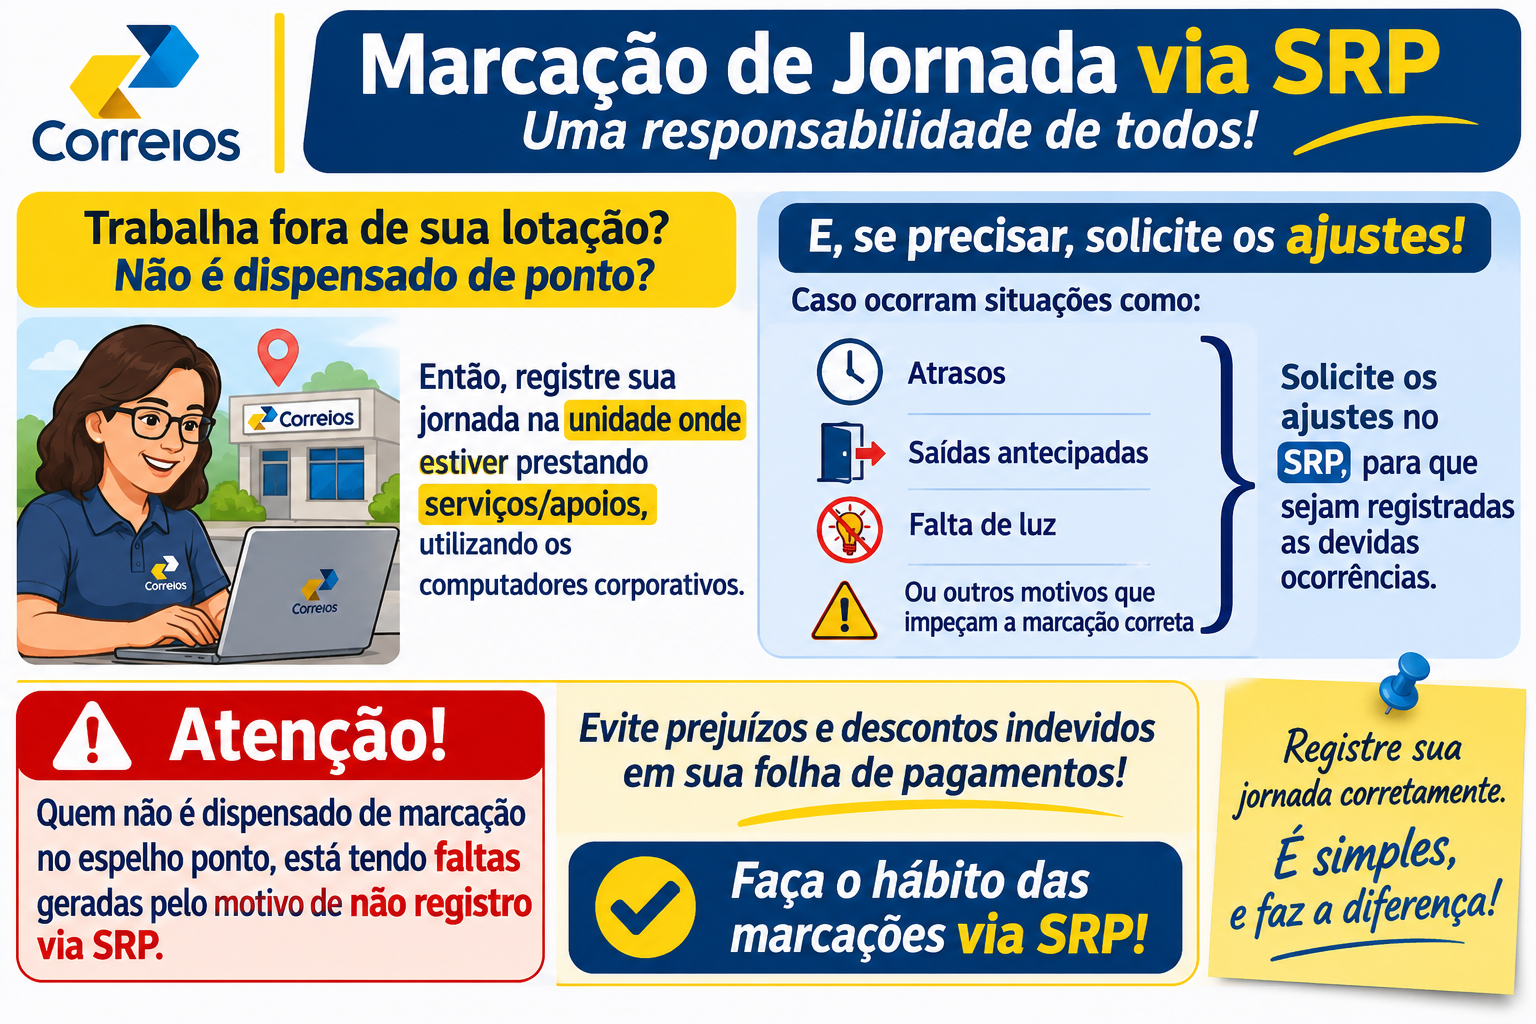 Correios
Marcação de Jornada via SRP
Uma responsabilidade de todos!
Trabalha fora de sua lotação?
Não é dispensado de ponto?
Correios
Correios
Correios
Então, registre sua
jornada na unidade onde
estiver prestando
serviços/apoios,
utilizando os
computadores corporativos.
E, se precisar, solicite os ajustes!
Caso ocorram situações como:
Atrasos
Saídas antecipadas
Falta de luz
Ou outros motivos que
impeçam a marcação correta
Solicite os
ajustes no
SRP, para que
sejam registradas
as devidas
ocorrências.
Atenção!
Quem não é dispensado de marcação
no espelho ponto, está tendo faltas
geradas pelo motivo de não registro
via SRP.
Evite prejuízos e descontos indevidos
em sua folha de pagamentos!
Faça o hábito das
marcações via SRP!
Registre sua
jornada corretamente.
É simples,
e faz a diferença!